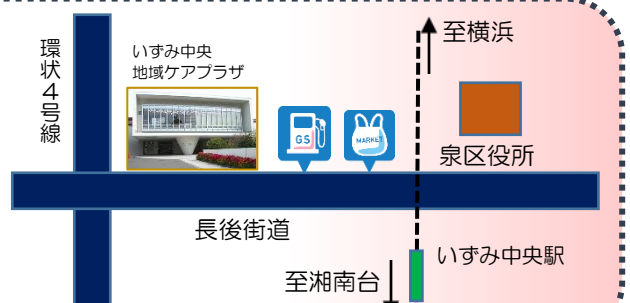 環状４号線
いずみ中央
地域ケアプラザ
GS
MARKET
至横浜
泉区役所
長後街道
いずみ中央駅
至湘南台